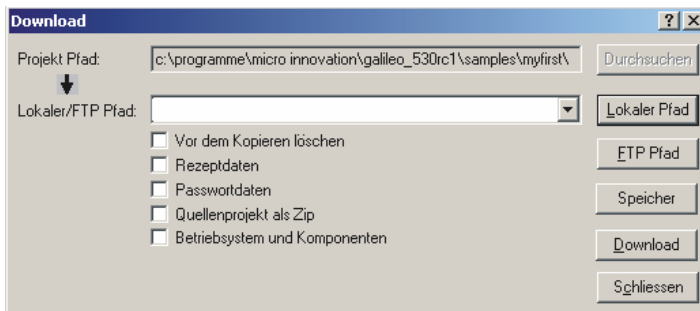 Download
Projekt Pfad:
c:\programme\micro innovation\galileo_530rc1\samples\myfirst\
Durchsuchen
Lokaler/FTP Pfad:
Lokaler Pfad
Vor dem Kopieren löschen
FTP Pfad
Rezeptdaten
Passwortdaten
Speicher
Quellenprojekt als Zip
Betriebsystem und Komponenten
Download
Schliessen